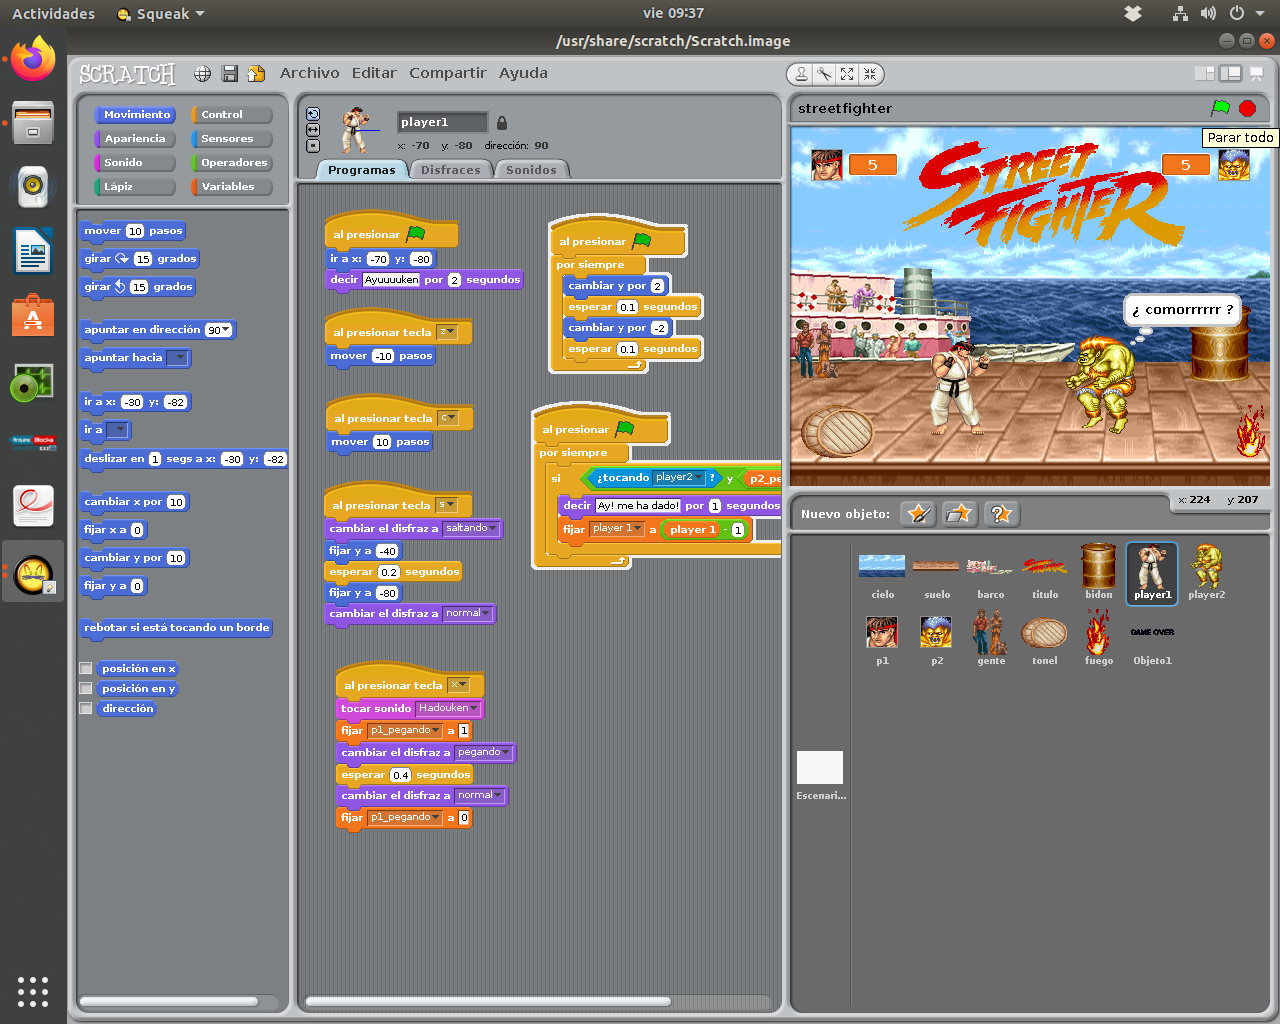 Actividades
Squeak
vie 09:37
/usr/share/scratch/Scratch.image
SCRATCH
Archivo Editar Compartir Ayuda
Movimiento Control
Apariencia Sensores
Sonido Operadores
Lápiz Variables
mover 10 pasos
girar 15 grados
girar 15 grados
apuntar en dirección 90
apuntar hacia
ir a x: -30 y: -82
ir a
deslizar en 1 segs a x: -30 y: -82
cambiar x por 10
fijar x a 0
cambiar y por 10
fijar y a 0
rebotar si está tocando un borde
posición en x
posición en y
dirección
player1
x: -70 y: -80 dirección: 90
Programas Disfraces Sonidos
al presionar
ir a x: -70 y: -80
decir Ayuuuuken por 2 segundos
al presionar tecla z
mover -10 pasos
al presionar tecla c
mover 10 pasos
al presionar tecla s
cambiar el disfraz a saltando
fijar y a -40
esperar 0.2 segundos
fijar y a -80
cambiar el disfraz a normal
al presionar tecla x
tocar sonido Hadouken
fijar p1_pegando a 1
cambiar el disfraz a pegando
esperar 0.4 segundos
cambiar el disfraz a normal
fijar p1_pegando a 0
al presionar
por siempre
cambiar y por 2
esperar 0.1 segundos
cambiar y por -2
esperar 0.1 segundos
al presionar
por siempre
si ¿tocando player2 ? y p2_pe
decir Ay! me ha dado! por 1 segundos
fijar player 1 a player 1 - 1
streetfighter
Parar todo
5 5
STREET
FIGHTER
¿ comorrrrrr ?
x: 224 y: 207
Nuevo objeto:
cielo suelo barco titulo bidon player1 player2
GAME OVER
p1 p2 gente tonel fuego Objeto1
Escenari...